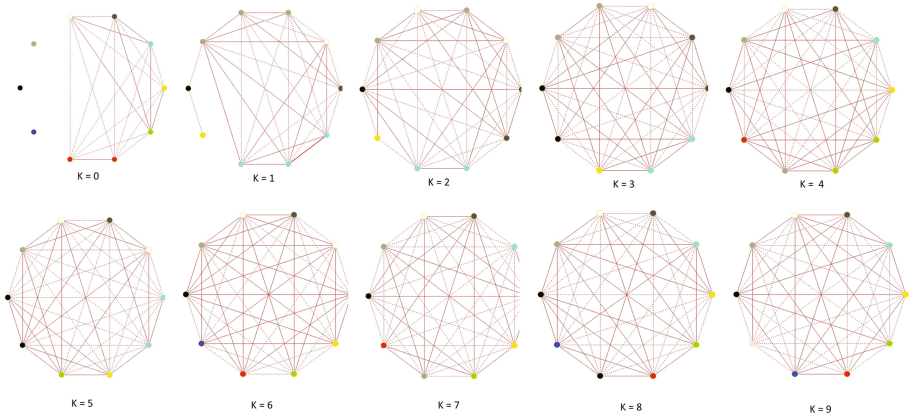 K = 0
K = 1
K = 2
K = 3
K = 4
K = 5
K = 6
K = 7
K = 8
K = 9